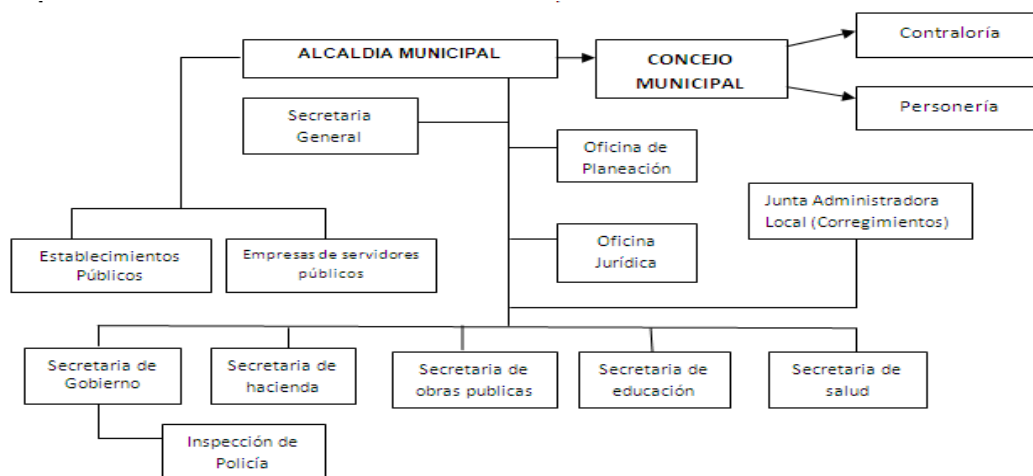 ALCALDIA MUNICIPAL
CONCEJO
MUNICIPAL
Contraloría
Personería
Secretaria
General
Oficina de
Planeación
Junta Administradora
Local (Corregimientos)
Establecimientos
Públicos
Empresas de servidores
públicos
Oficina
Jurídica
Secretaria de
Gobierno
Secretaria de
hacienda
Secretaria de
obras publicas
Secretaria de
educación
Secretaria de
salud
Inspección de
Policía